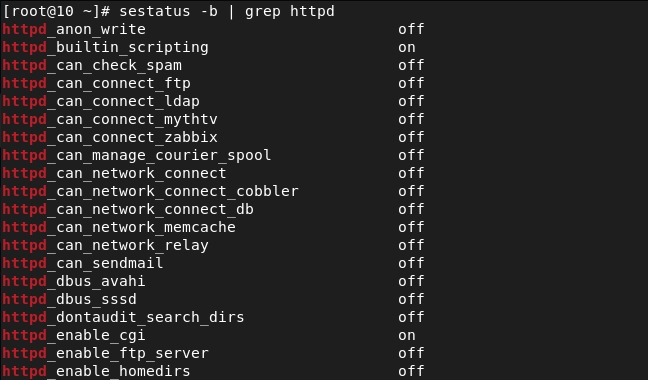 [root@10 ~]# sestatus -b | grep httpd
httpd_anon_write                            off
httpd_builtin_scripting                     on
httpd_can_check_spam                        off
httpd_can_connect_ftp                       off
httpd_can_connect_ldap                      off
httpd_can_connect_mythtv                    off
httpd_can_connect_zabbix                    off
httpd_can_manage_courier_spool              off
httpd_can_network_connect                   off
httpd_can_network_connect_cobbler           off
httpd_can_network_connect_db                off
httpd_can_network_memcache                  off
httpd_can_network_relay                     off
httpd_can_sendmail                          off
httpd_dbus_avahi                            off
httpd_dbus_sssd                             off
httpd_dontaudit_search_dirs                 off
httpd_enable_cgi                            on
httpd_enable_ftp_server                     off
httpd_enable_homedirs                       off